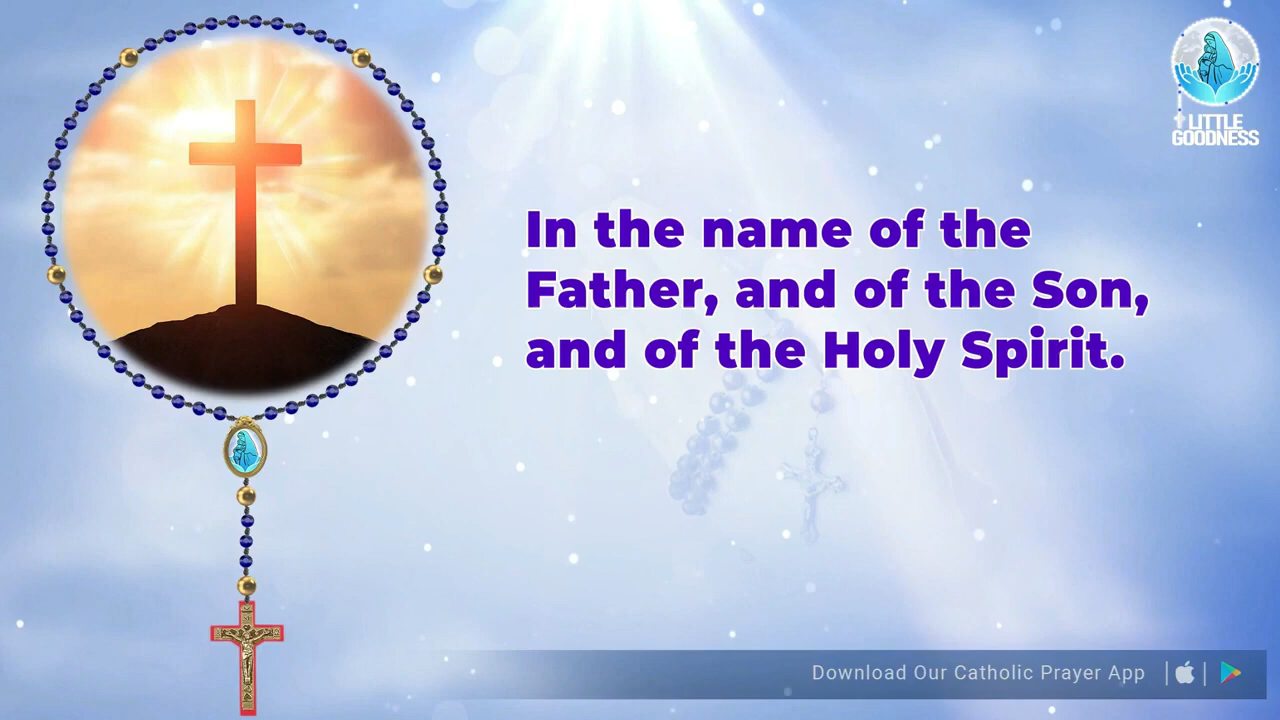 LITTLE
GOODNESS
In the name of the
Father, and of the Son,
and of the Holy Spirit.
Download Our Catholic Prayer App